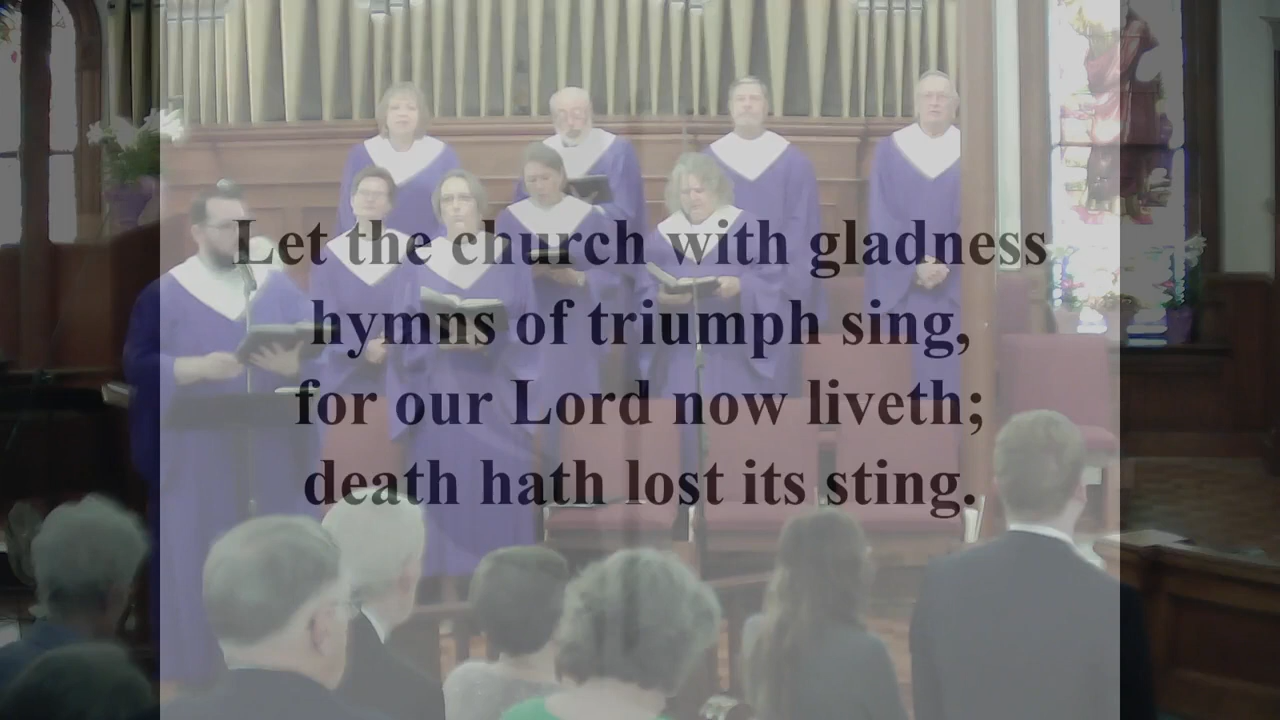 Let the church with gladness
hymns of triumph sing,
for our Lord now liveth;
death hath lost its sting.